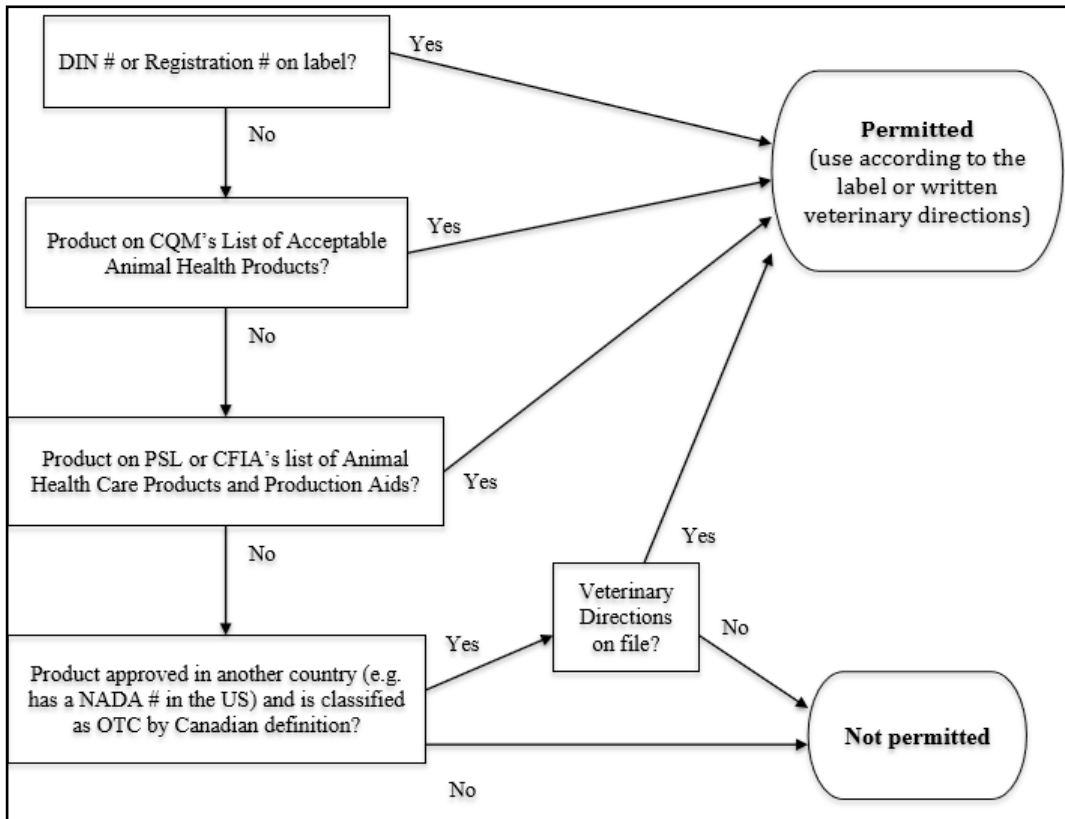 DIN # or Registration # on label?
Yes
No
Permitted
(use according to the
label or written
veterinary directions)
Product on CQM's List of Acceptable
Animal Health Products?
Yes
No
Product on PSL or CFIA's list of Animal
Health Care Products and Production Aids?
Yes
No
Product approved in another country (e.g.
has a NADA # in the US) and is classified
as OTC by Canadian definition?
Yes
No
Veterinary
Directions
on file?
Yes
No
Not permitted